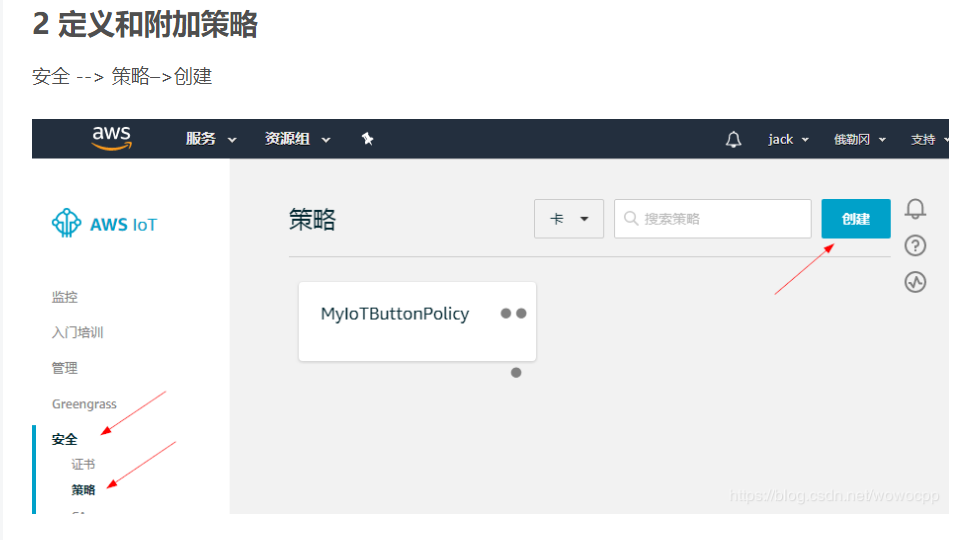 2 定义和附加策略
安全 --> 策略–>创建
aws 服务 资源组 jack 俄勒冈 支持
AWS IoT
策略 卡 搜索策略 创建
监控
MyIoTButtonPolicy
入门培训
管理
Greengrass
安全
证书
策略
https://blog.csdn.net/wowocpp